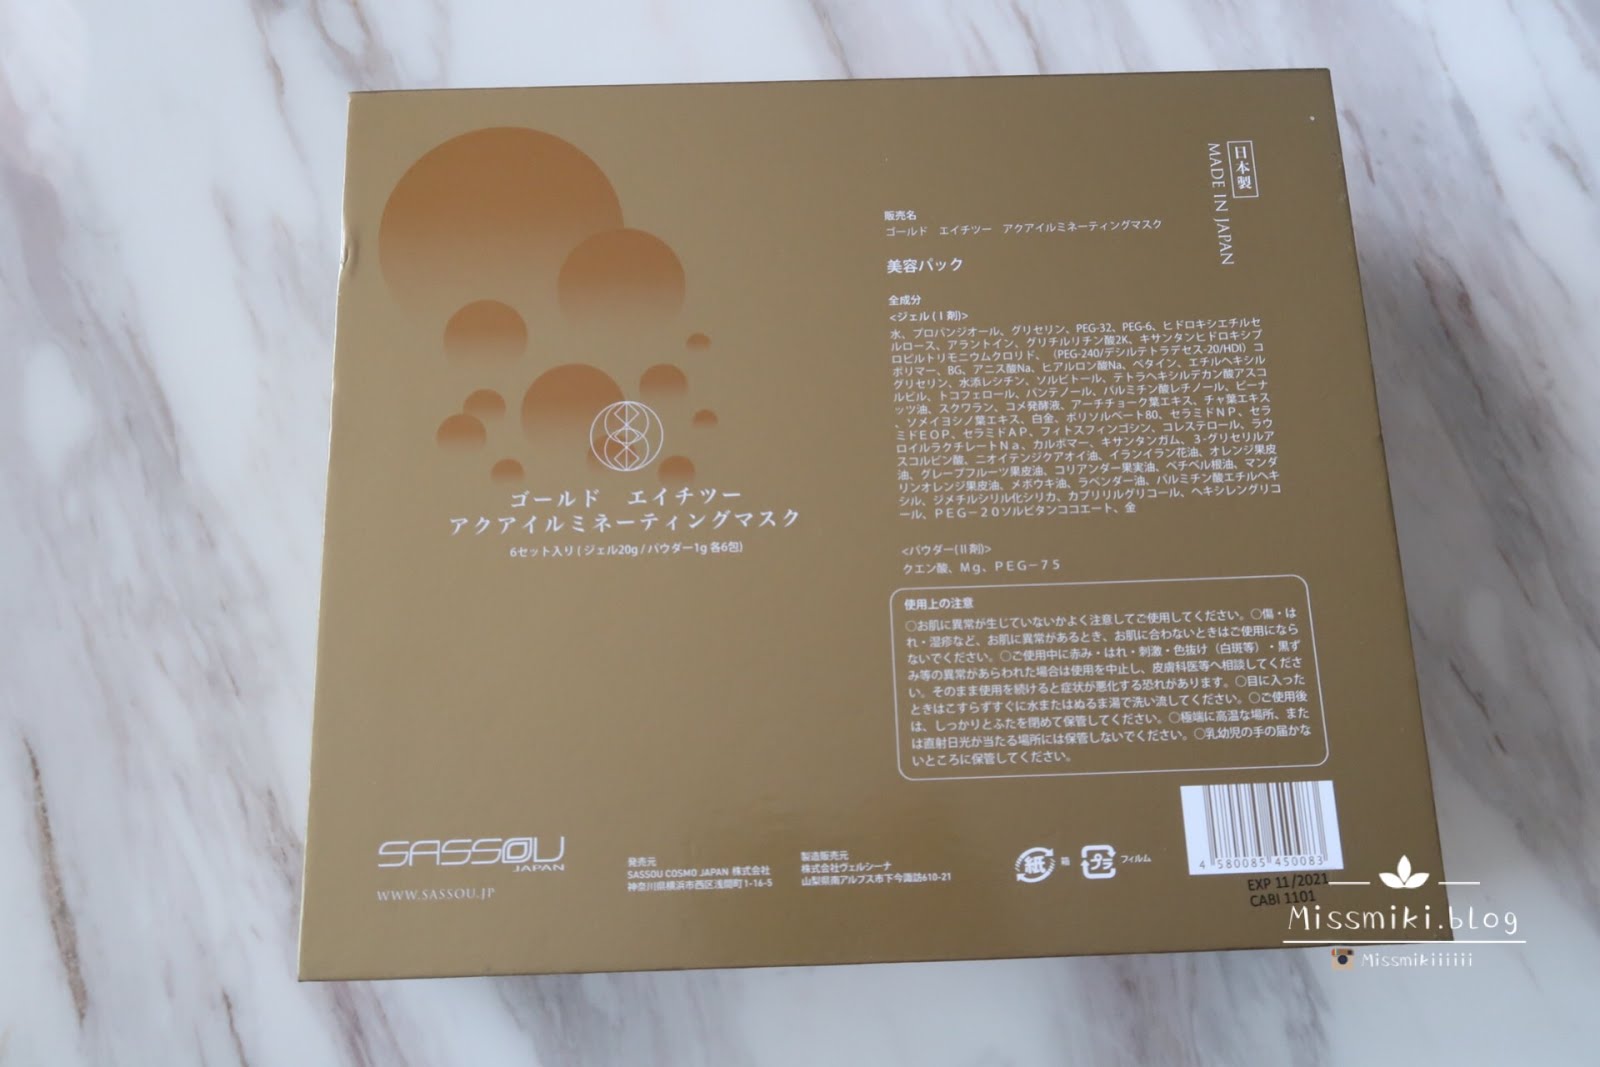 日本製
MADE IN JAPAN
販売名
ゴールド　エイチツー　アクアイルミネーティングマスク
美容パック
全成分
<ジェル(Ⅰ剤)>
水、プロパンジオール、グリセリン、PEG-32、PEG-6、ヒドロキシエチルセ
ルロース、アラントイン、グリチルリチン酸2K、キサンタンヒドロキシプ
ロピルトリモニウムクロリド、（PEG-240/デシルテトラデセス-20/HDI）コ
ポリマー、BG、アニス酸Na、ヒアルロン酸Na、ベタイン、エチルヘキシル
グリセリン、水添レシチン、ソルビトール、テトラヘキシルデカン酸アスコ
ルビル、トコフェロール、パンテノール、パルミチン酸レチノール、ピーナ
ッツ油、スクワラン、コメ発酵液、アーチチョーク葉エキス、チャ葉エキス
、ソメイヨシノ葉エキス、白金、ポリソルベート80、セラミドＮＰ、セラ
ミドＥＯＰ、セラミドＡＰ、フィトスフィンゴシン、コレステロール、ラウ
ロイルラクチレートＮａ、カルボマー、キサンタンガム、３-グリセリルア
スコルビン酸、ニオイテンジクアオイ油、イランイラン花油、オレンジ果皮
油、グレープフルーツ果皮油、コリアンダー果実油、ベチベル根油、マンダ
リンオレンジ果皮油、メボウキ油、ラベンダー油、パルミチン酸エチルヘキ
シル、ジメチルシリル化シリカ、カプリリルグリコール、ヘキシレングリコ
ール、ＰＥＧ－２０ソルビタンココエート、金
<パウダー(Ⅱ剤)>
クエン酸、Ｍｇ、ＰＥＧ－７５
使用上の注意
○お肌に異常が生じていないかよく注意してご使用してください。○傷・は
れ・湿疹など、お肌に異常があるとき、お肌に合わないときはご使用になら
ないでください。○ご使用中に赤み・はれ・刺激・色抜け（白斑等）・黒ず
み等の異常があらわれた場合は使用を中止し、皮膚科医等へ相談してくださ
い。そのまま使用を続けると症状が悪化する恐れがあります。○目に入った
ときはこすらずすぐに水またはぬるま湯で洗い流してください。○ご使用後
は、しっかりとふたを閉めて保管してください。○極端に高温な場所、また
は直射日光が当たる場所には保管しないでください。○乳幼児の手の届かな
いところに保管してください。
ゴールド　エイチツー
アクアイルミネーティングマスク
6セット入り ( ジェル20g / パウダー1g 各6包)
SASSOU
JAPAN
WWW.SASSOU.JP
発売元
SASSOU COSMO JAPAN 株式会社
神奈川県横浜市西区浅間町1-16-5
製造販売元
株式会社ヴェルシーナ
山梨県南アルプス市下今諏訪610-21
紙 箱
プラ フィルム
4 580085 450083
EXP 11/2021
CABI 1101
Missmiki.blog
Missmikiiiiii